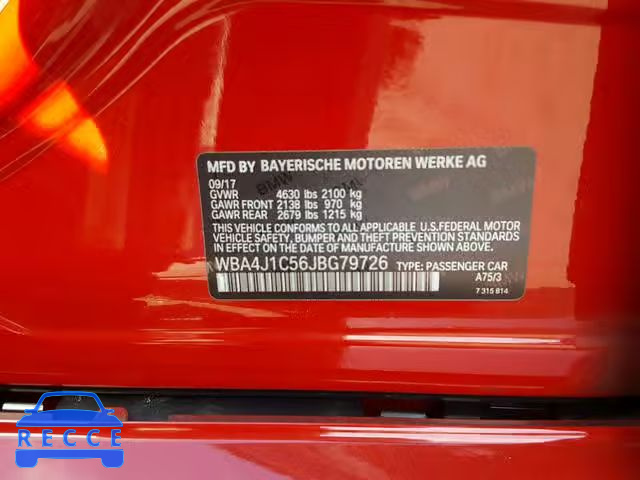 MFD BY BAYERISCHE MOTOREN WERKE AG
09/17
GVWR 4630 lbs 2100 kg
GAWR FRONT 2138 lbs 970 kg
GAWR REAR 2679 lbs 1215 kg
THIS VEHICLE CONFORMS TO ALL APPLICABLE U.S. FEDERAL MOTOR
VEHICLE SAFETY, BUMPER, AND THEFT PREVENTION STANDARDS IN
EFFECT ON THE DATE OF MANUFACTURE SHOWN ABOVE.
WBA4J1C56JBG79726 TYPE: PASSENGER CAR
A75/3
7 315 814
RECCE